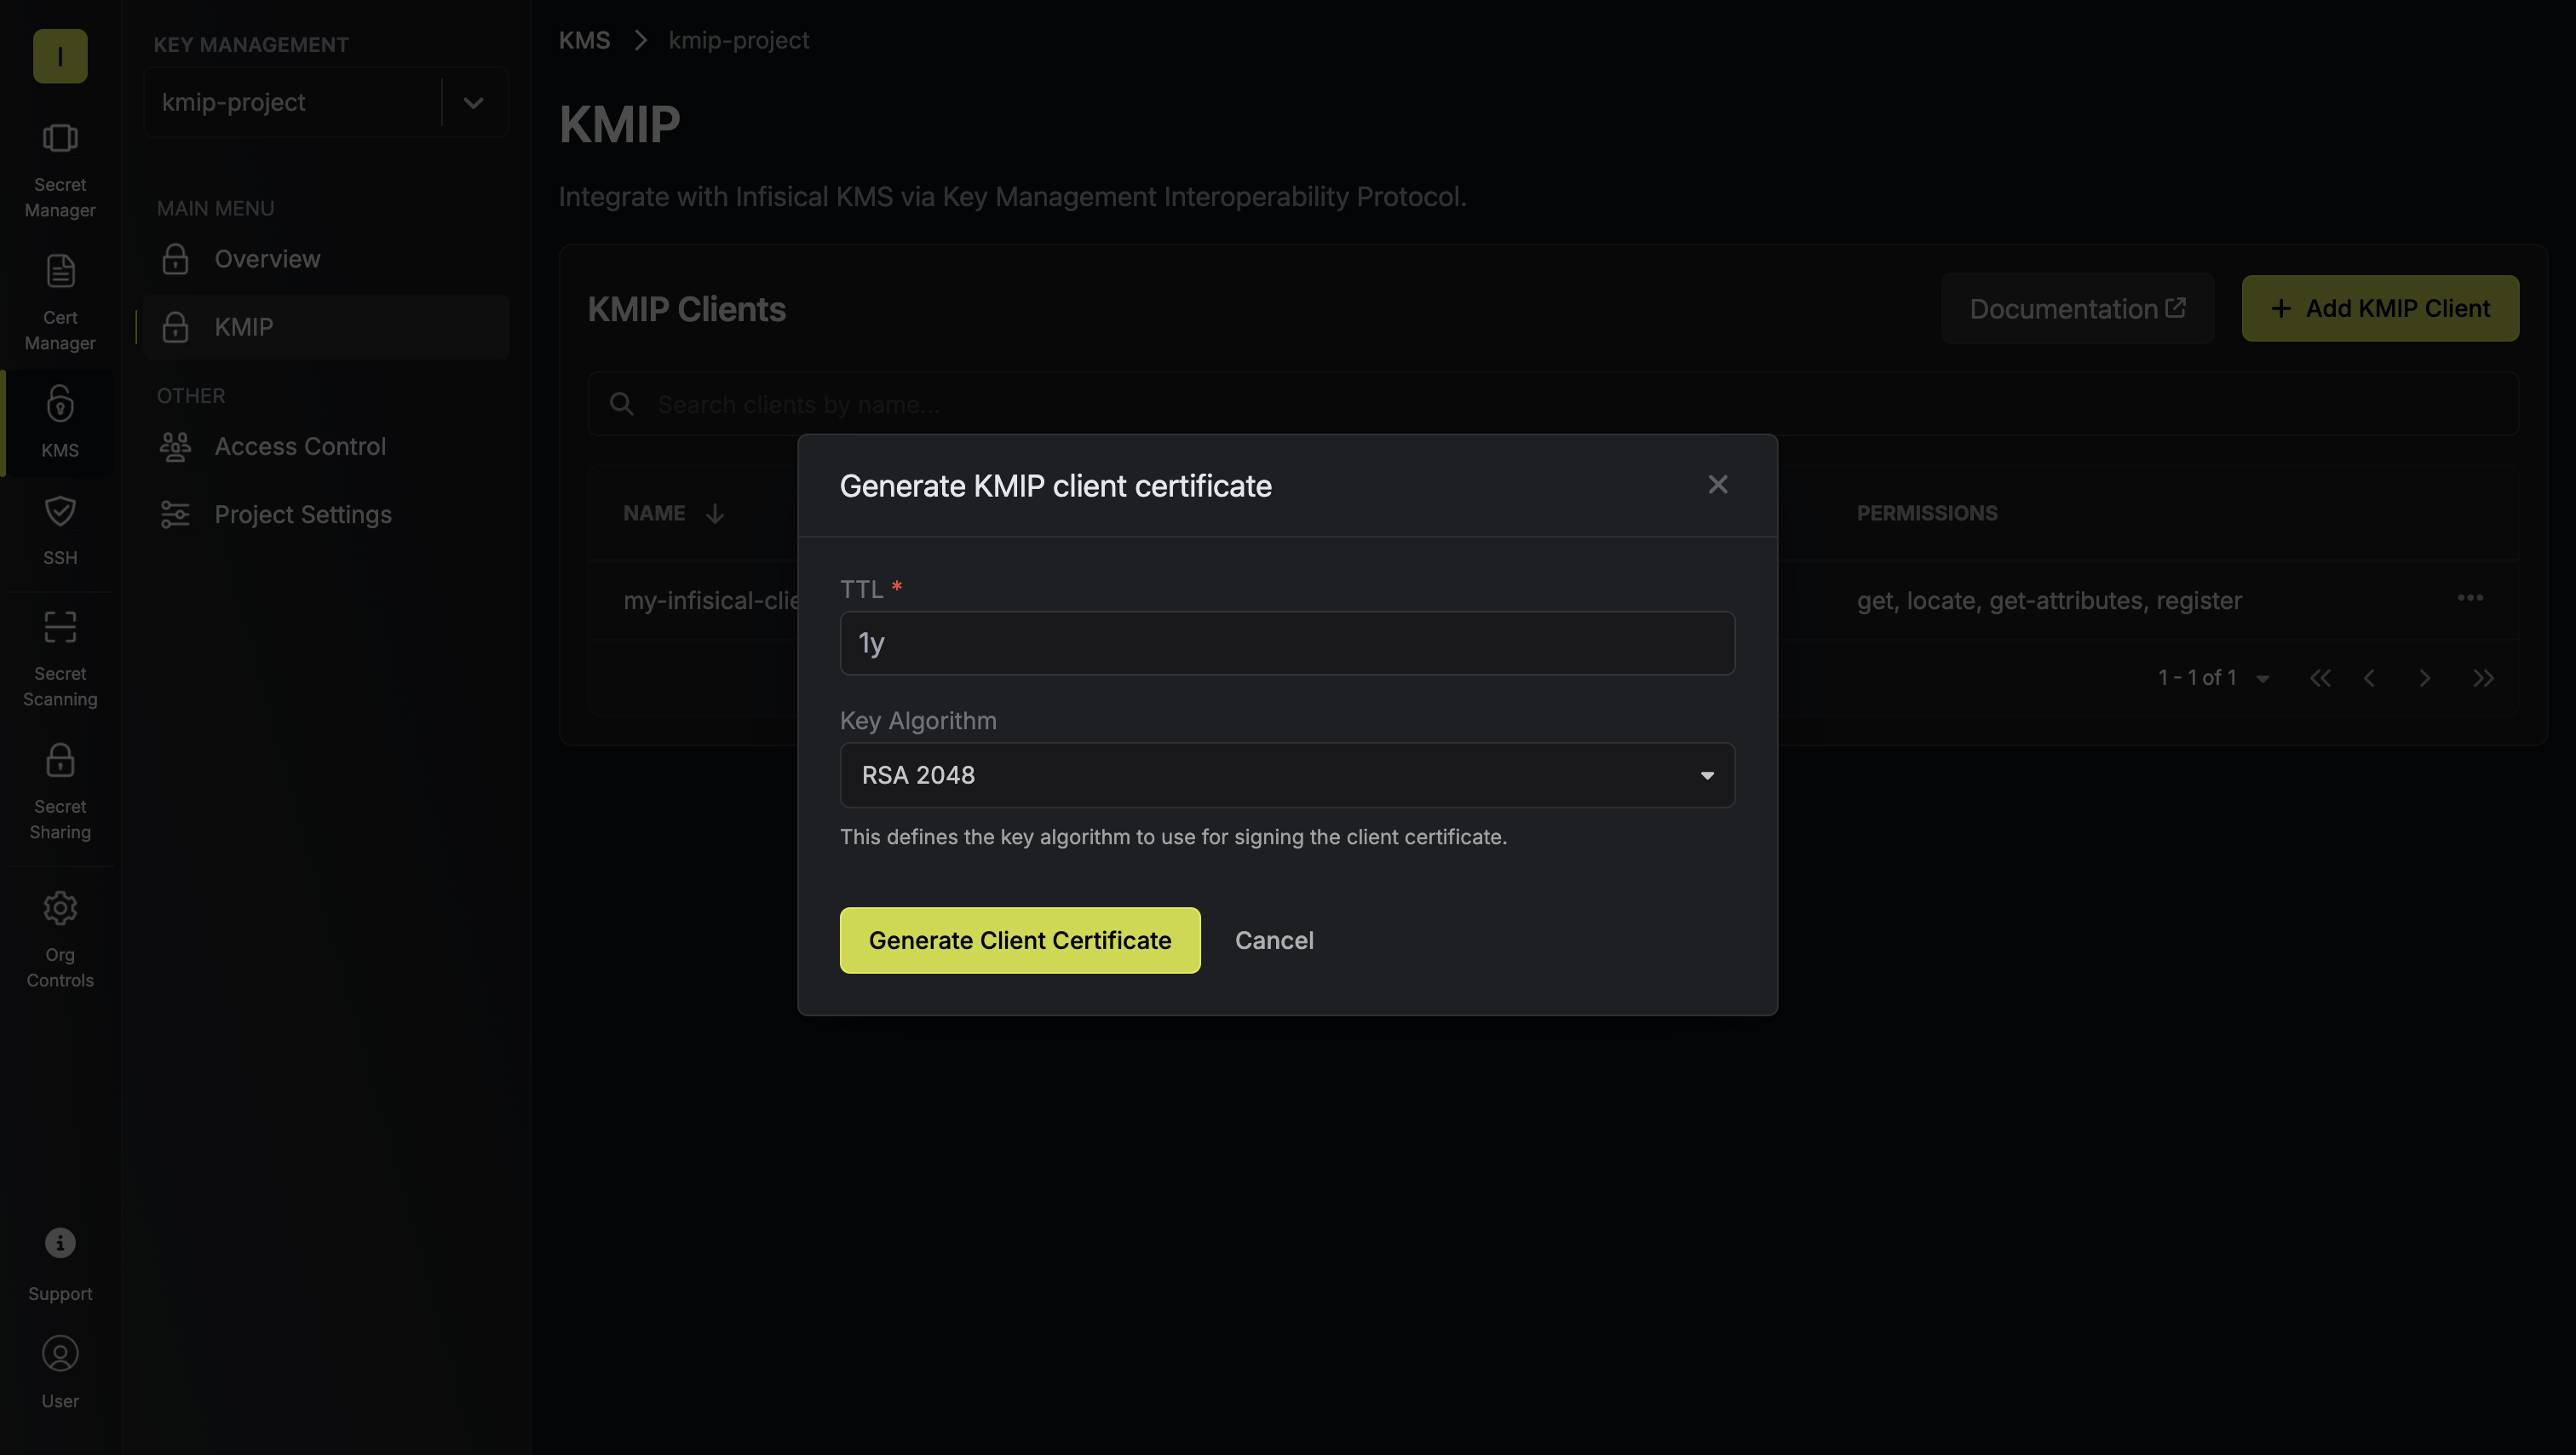 I
Secret
Manager
Cert
Manager
KMS
SSH
Secret
Scanning
Secret
Sharing
Org
Controls
Support
User
KEY MANAGEMENT
kmip-project
MAIN MENU
Overview
KMIP
OTHER
Access Control
Project Settings
KMS kmip-project
KMIP
Integrate with Infisical KMS via Key Management Interoperability Protocol.
KMIP Clients
Documentation
Add KMIP Client
Search clients by name...
NAME
PERMISSIONS
my-infisical-clie
get, locate, get-attributes, register
1 - 1 of 1
Generate KMIP client certificate
TTL *
1y
Key Algorithm
RSA 2048
This defines the key algorithm to use for signing the client certificate.
Generate Client Certificate
Cancel